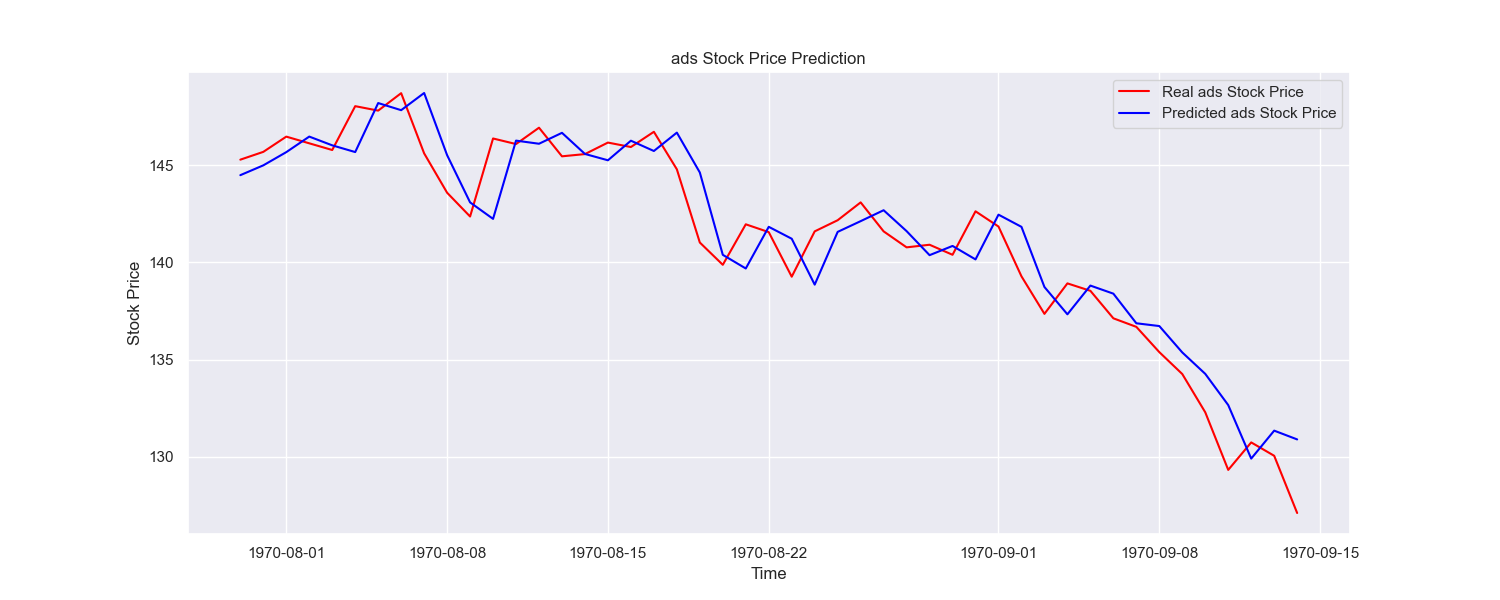 ads Stock Price Prediction
Real ads Stock Price
Predicted ads Stock Price
Stock Price
145
140
135
130
1970-08-01 1970-08-08 1970-08-15 1970-08-22 1970-09-01 1970-09-08 1970-09-15
Time